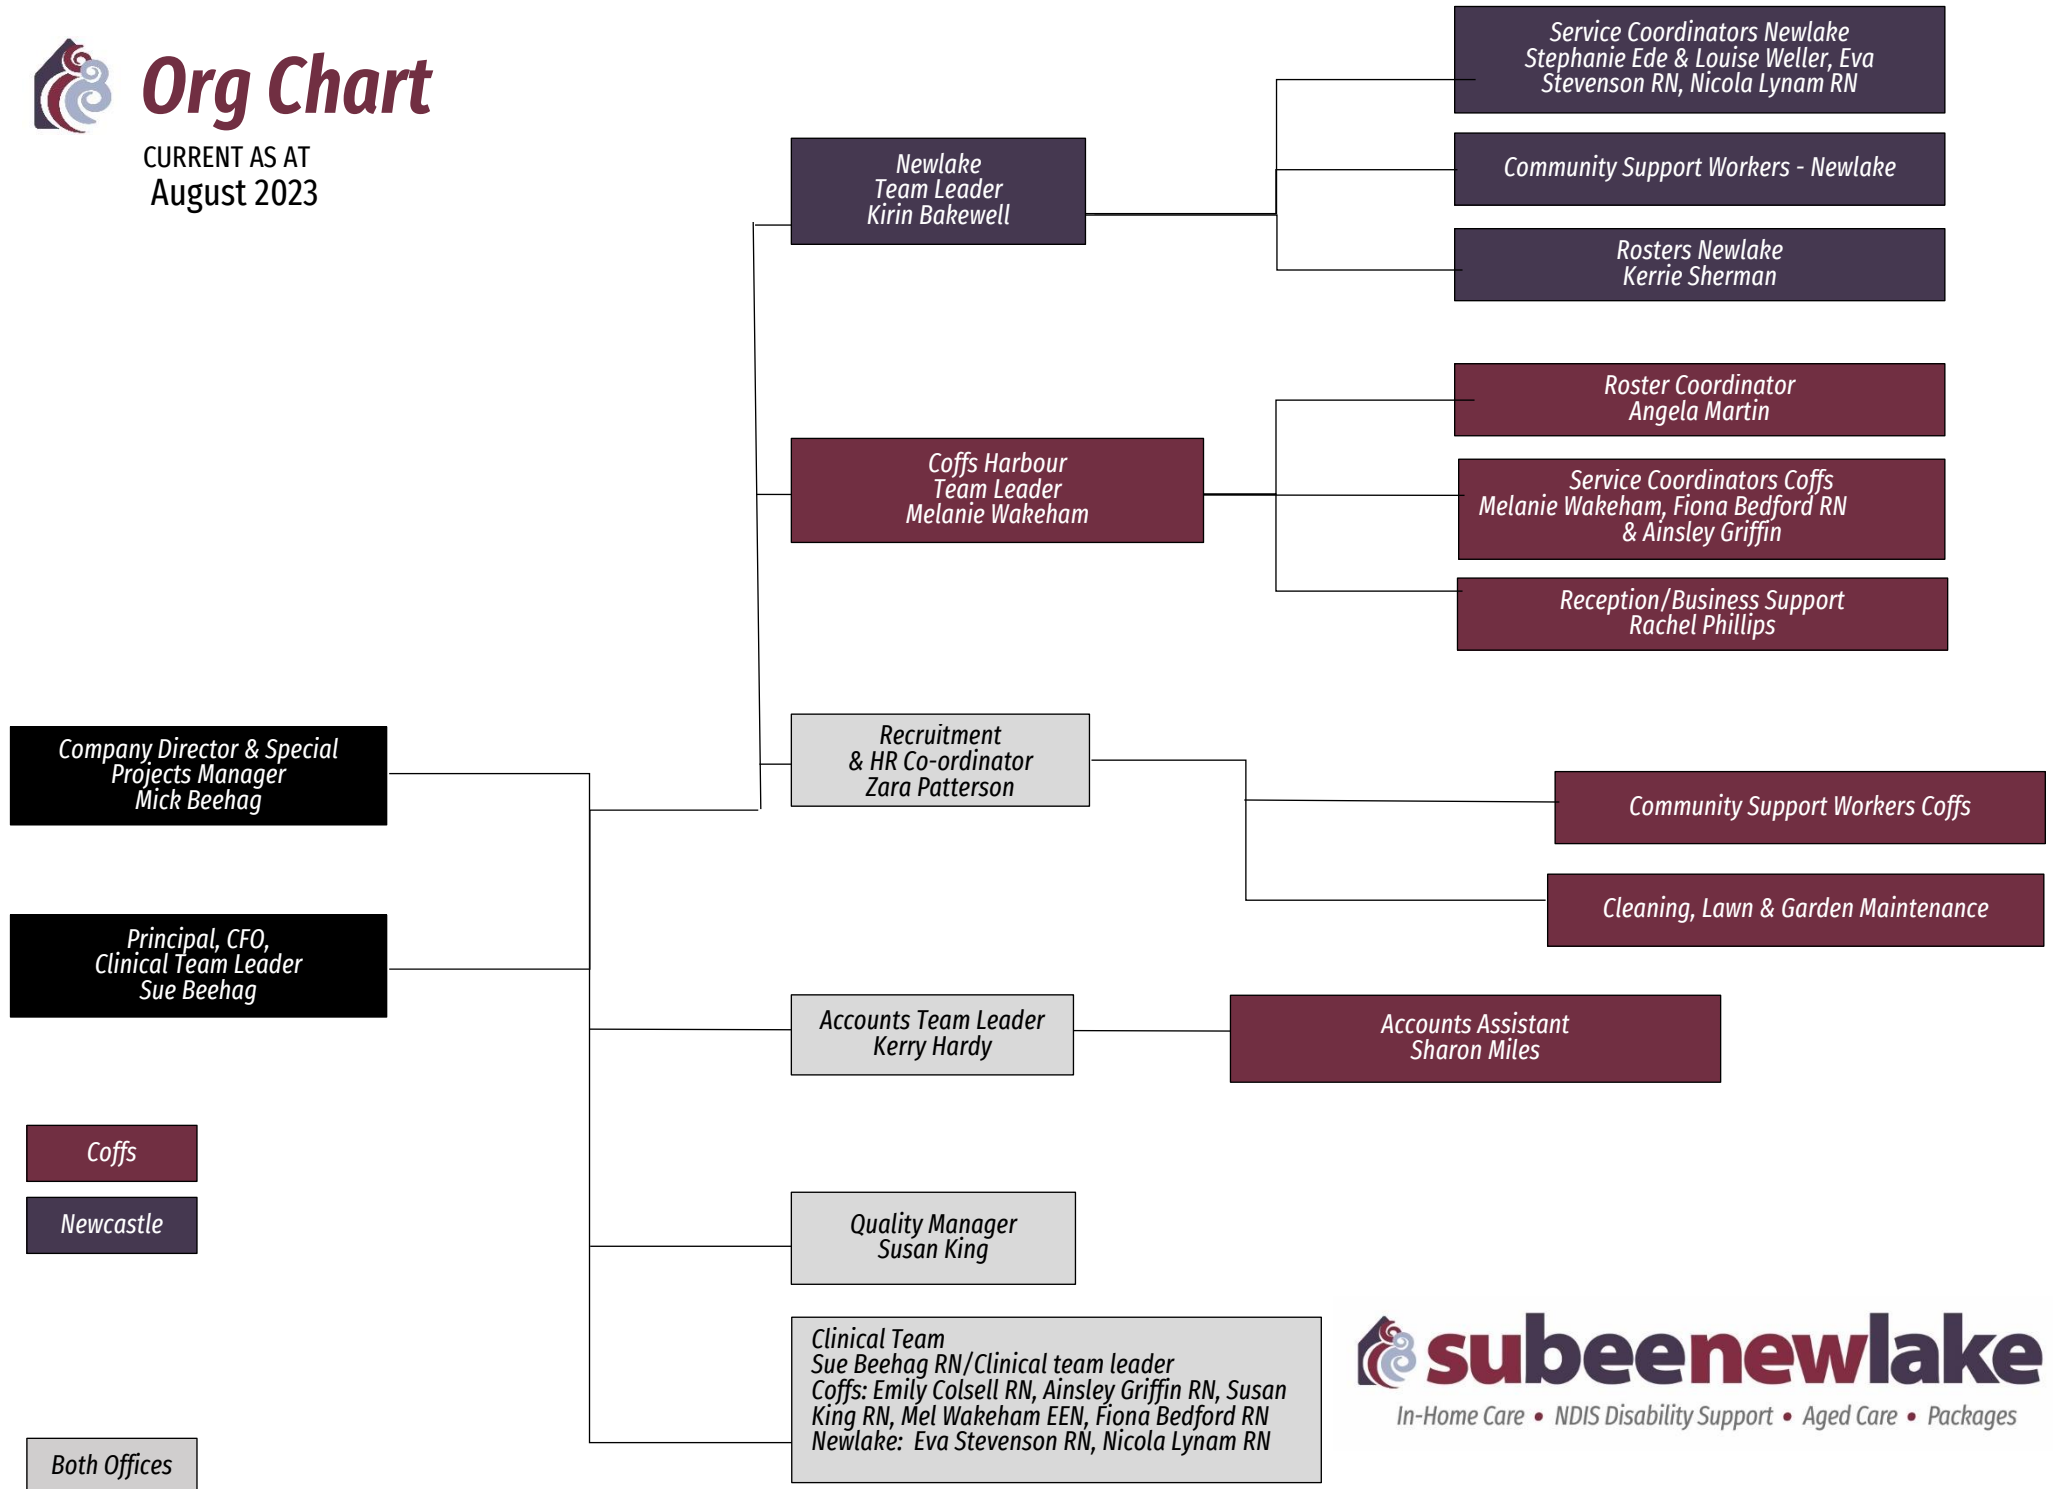 Org Chart
CURRENT AS AT
August 2023
Service Coordinators Newlake
Stephanie Ede & Louise Weller, Eva
Stevenson RN, Nicola Lynam RN
Community Support Workers - Newlake
Newlake
Team Leader
Kirin Bakewell
Rosters Newlake
Kerrie Sherman
Roster Coordinator
Angela Martin
Coffs Harbour
Team Leader
Melanie Wakeham
Service Coordinators Coffs
Melanie Wakeham, Fiona Bedford RN
& Ainsley Griffin
Reception/Business Support
Rachel Phillips
Company Director & Special
Projects Manager
Mick Beehag
Recruitment
& HR Co-ordinator
Zara Patterson
Community Support Workers Coffs
Cleaning, Lawn & Garden Maintenance
Principal, CFO,
Clinical Team Leader
Sue Beehag
Accounts Team Leader
Kerry Hardy
Accounts Assistant
Sharon Miles
Coffs
Newcastle
Quality Manager
Susan King
Clinical Team
Sue Beehag RN/Clinical team leader
Coffs: Emily Colsell RN, Ainsley Griffin RN, Susan
King RN, Mel Wakeham EEN, Fiona Bedford RN
Newlake: Eva Stevenson RN, Nicola Lynam RN
Both Offices
subeenewlake
In-Home Care • NDIS Disability Support • Aged Care • Packages